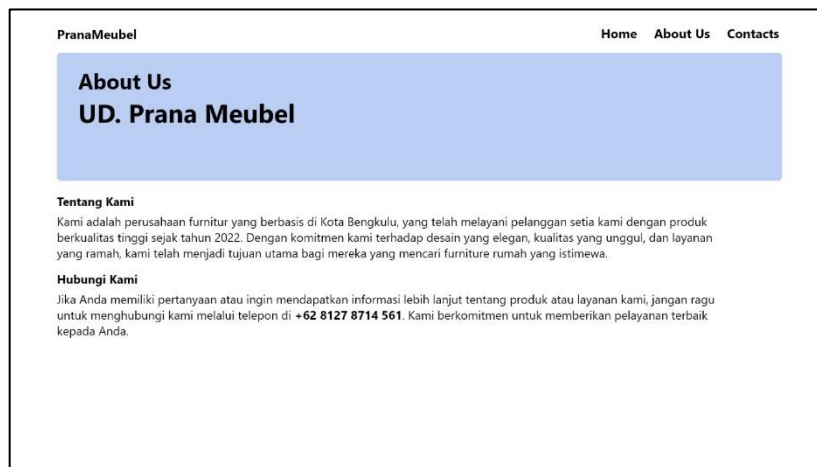 PranaMeubel
Home About Us Contacts
About Us
UD. Prana Meubel
Tentang Kami
Kami adalah perusahaan furnitur yang berbasis di Kota Bengkulu, yang telah melayani pelanggan setia kami dengan produk
berkualitas tinggi sejak tahun 2022. Dengan komitmen kami terhadap desain yang elegan, kualitas yang unggul, dan layanan
yang ramah, kami telah menjadi tujuan utama bagi mereka yang mencari furniture rumah yang istimewa.
Hubungi Kami
Jika Anda memiliki pertanyaan atau ingin mendapatkan informasi lebih lanjut tentang produk atau layanan kami, jangan ragu
untuk menghubungi kami melalui telepon di +62 8127 8714 561. Kami berkomitmen untuk memberikan pelayanan terbaik
kepada Anda.